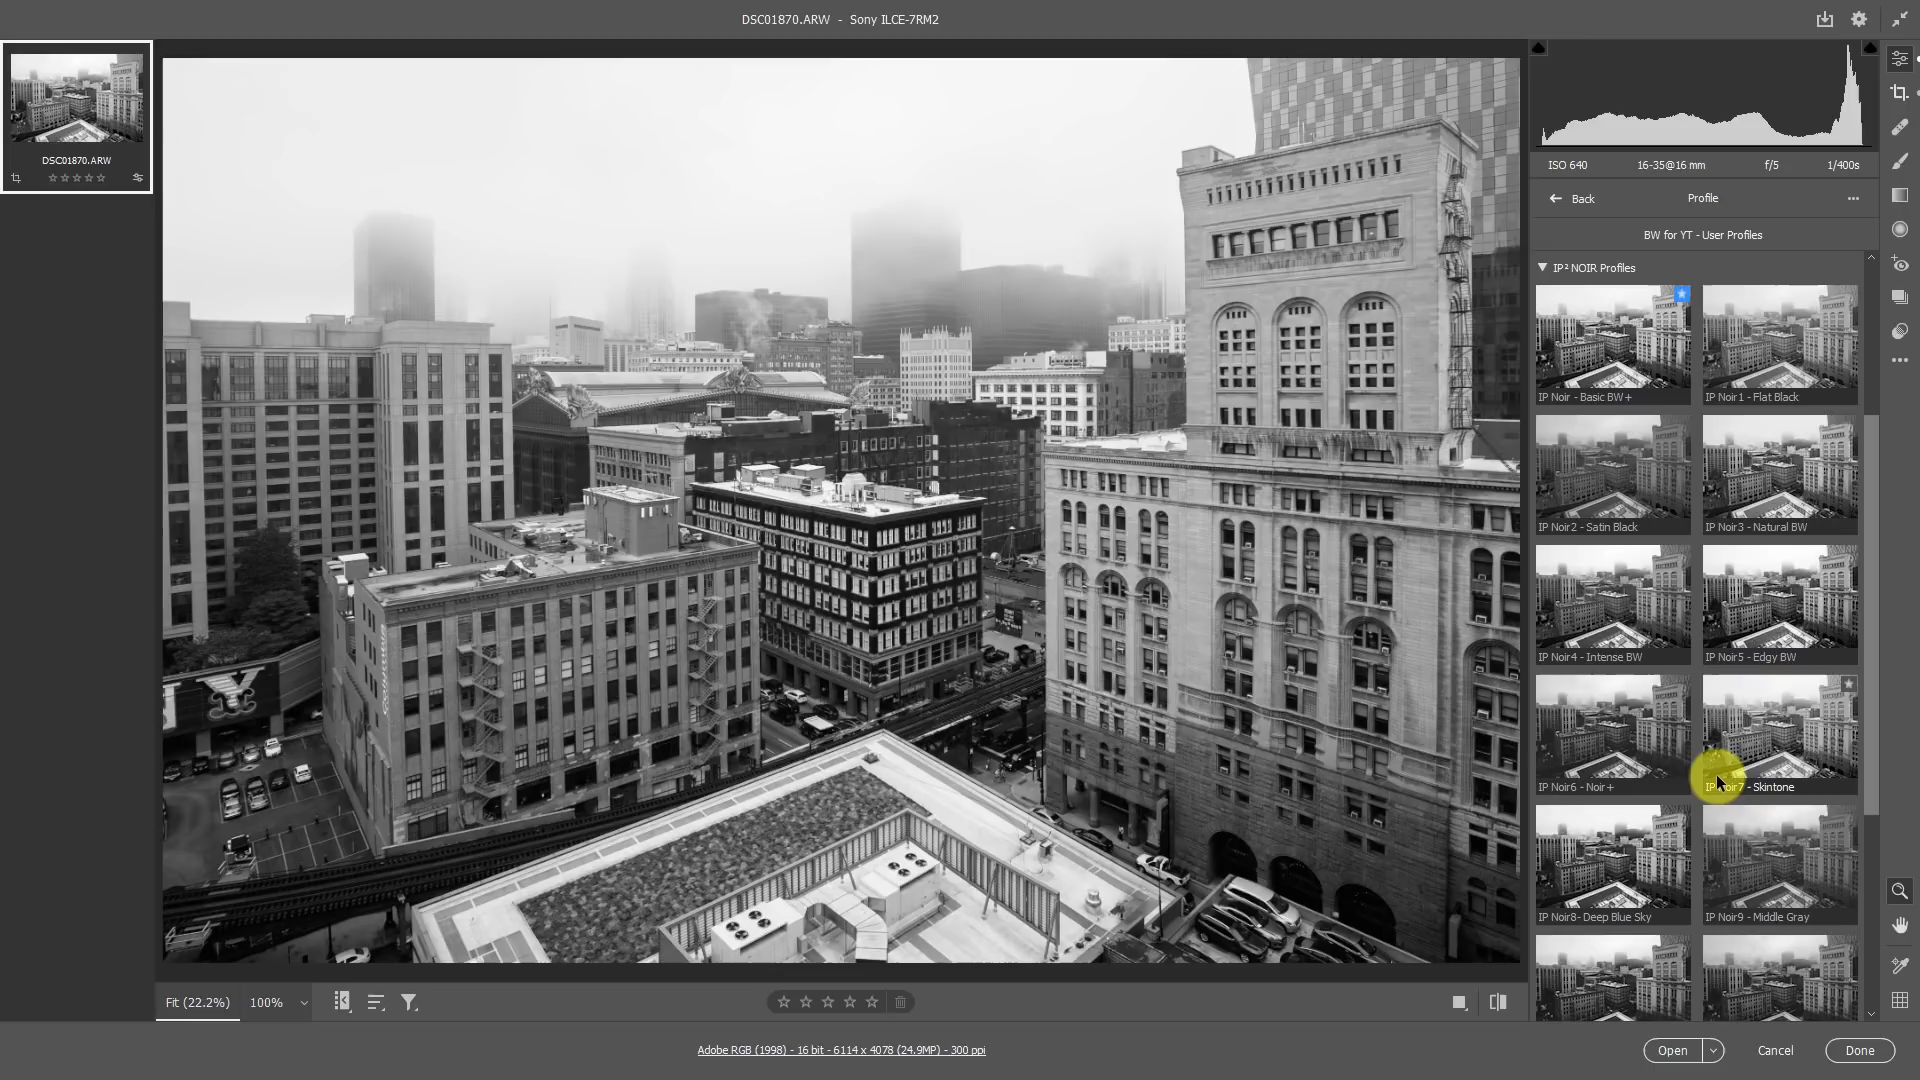 DSC01870.ARW - Sony ILCE-7RM2
DSC01870.ARW
ISO 640 16-35@16 mm f/5 1/400s
Back Profile
BW for YT - User Profiles
IP² NOIR Profiles
IP Noir - Basic BW+ IP Noir1 - Flat Black
IP Noir2 - Satin Black IP Noir3 - Natural BW
IP Noir4 - Intense BW IP Noir5 - Edgy BW
IP Noir6 - Noir+ IP Noir7 - Skintone
IP Noir8- Deep Blue Sky IP Noir9 - Middle Gray
Fit (22.2%) 100%
Adobe RGB (1998) - 16 bit - 6114 x 4078 (24.9MP) - 300 ppi
Open Cancel Done